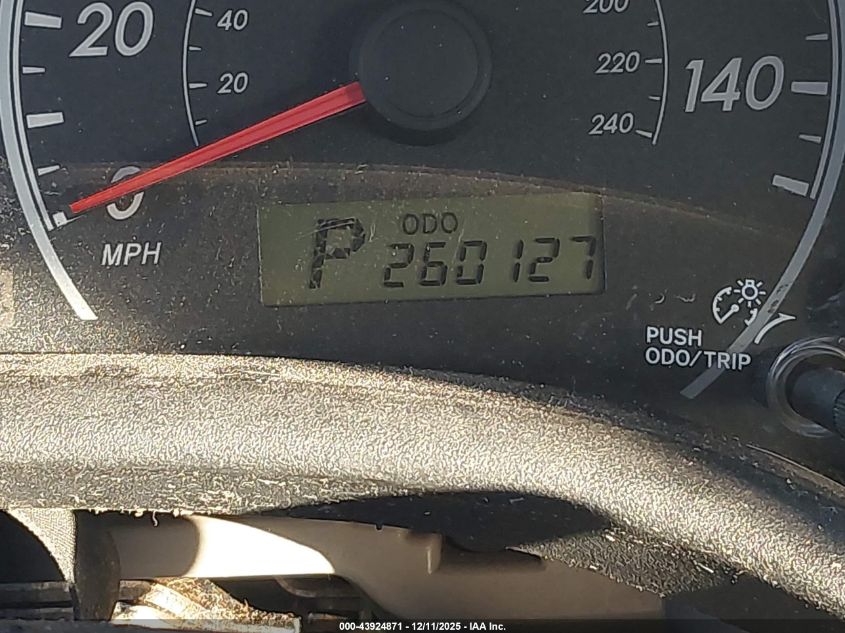 20
40
20
200
220
240
140
0
MPH
ODO
P 260127
PUSH
ODO/TRIP
000-43924871 - 12/11/2025 - IAA Inc.